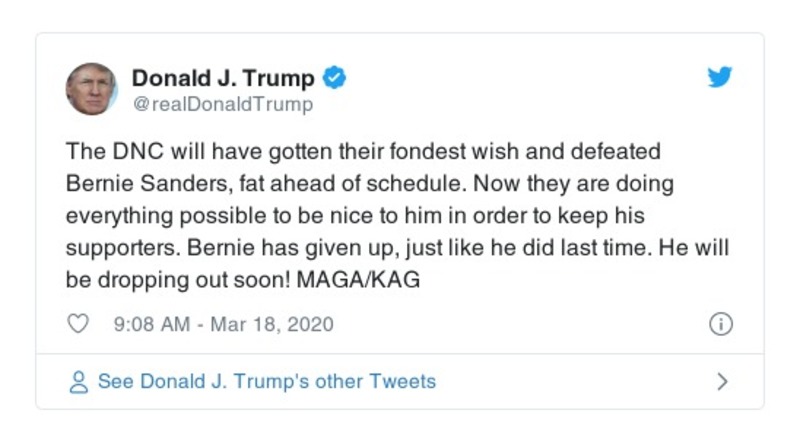 Donald J. Trump
@realDonaldTrump
The DNC will have gotten their fondest wish and defeated
Bernie Sanders, fat ahead of schedule. Now they are doing
everything possible to be nice to him in order to keep his
supporters. Bernie has given up, just like he did last time. He will
be dropping out soon! MAGA/KAG
9:08 AM - Mar 18, 2020
See Donald J. Trump's other Tweets